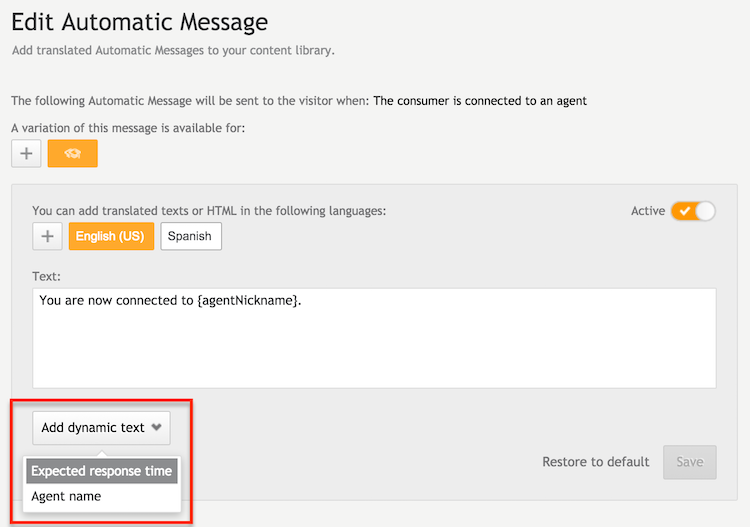 Edit Automatic Message
Add translated Automatic Messages to your content library.
The following Automatic Message will be sent to the visitor when: The consumer is connected to an agent
A variation of this message is available for:
You can add translated texts or HTML in the following languages:
Active
English (US)
Spanish
Text:
You are now connected to {agentNickname}.
Add dynamic text
Expected response time
Agent name
Restore to default
Save